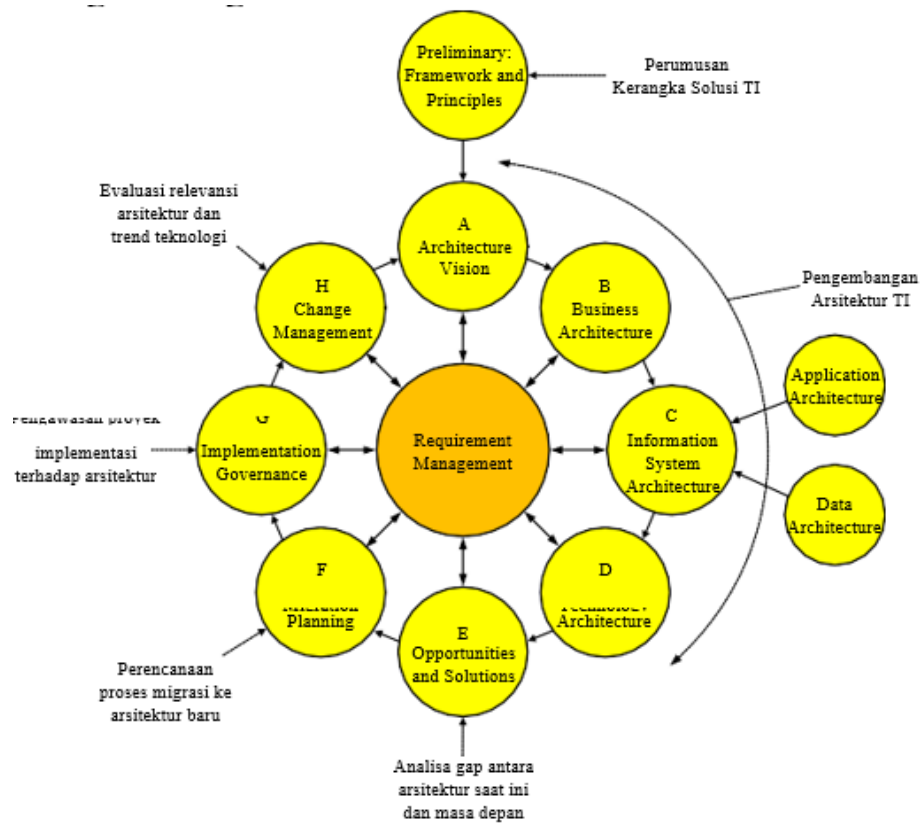 Preliminary:
Framework and
Principles
Perumusan
Kerangka Solusi TI
Evaluasi relevansi
arsitektur dan
trend teknologi
A
Architecture
Vision
H
Change
Management
B
Business
Architecture
Pengembangan
Arsitektur TI
Application
Architecture
implementasi
terhadap arsitektur
Implementation
Governance
Requirement
Management
C
Information
System
Architecture
Data
Architecture
F
Planning
D
Architecture
E
Opportunities
and Solutions
Perencanaan
proses migrasi ke
arsitektur baru
Analisa gap antara
arsitektur saat ini
dan masa depan